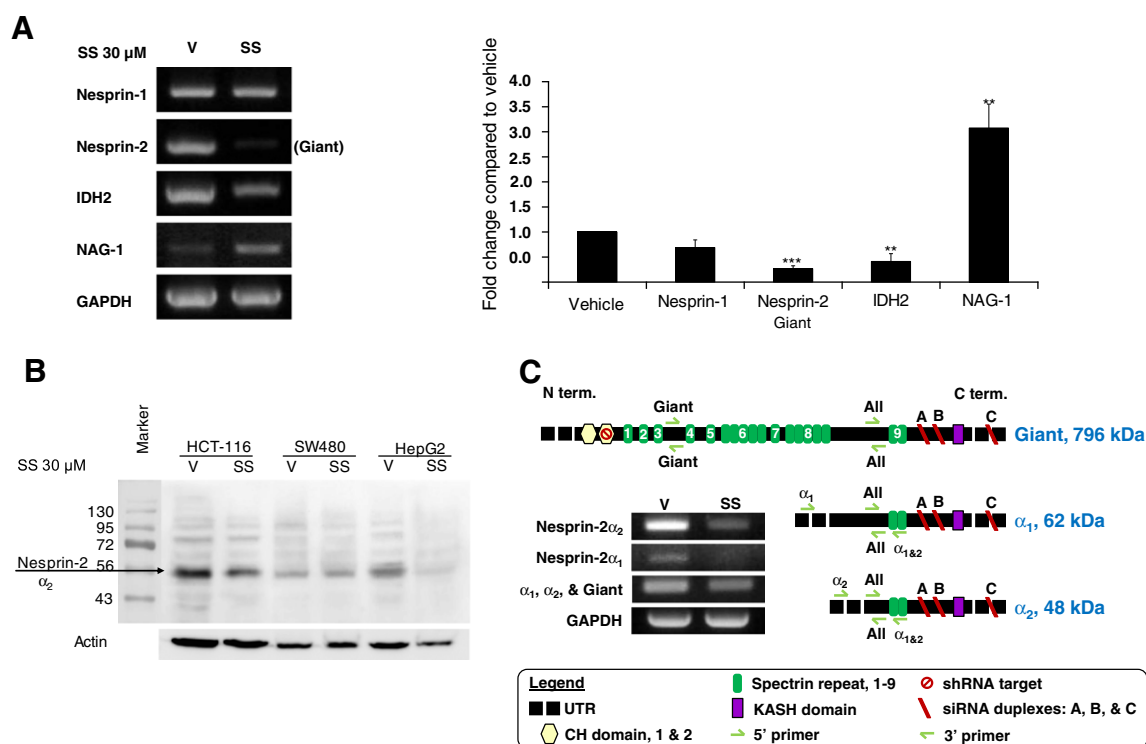 A
SS 30 µM
V SS
Nesprin-1
Nesprin-2
(Giant)
IDH2
NAG-1
GAPDH
Fold change compared to vehicle
4.0
3.5
3.0
2.5
2.0
1.5
1.0
0.0
***
**
**
Vehicle
Nesprin-1
Nesprin-2
Giant
IDH2
NAG-1
B
Marker
HCT-116 SW480 HepG2
SS 30 µM
V SS V SS V SS
130
95
72
Nesprin-2
α2
56
43
Actin
C
N term.
C term.
Giant
All
A B C
1 2 3 4 5 6 7 8 9
Giant, 796 kDa
Giant
All
V SS
Nesprin-2α2
Nesprin-2α1
α1, α2, & Giant
GAPDH
α1
All
A B C
α1, 62 kDa
All
α1&2
α2
All
A B C
α2, 48 kDa
All
α1&2
Legend
UTR
CH domain, 1 & 2
Spectrin repeat, 1-9
KASH domain
5' primer
shRNA target
siRNA duplexes: A, B, & C
3' primer